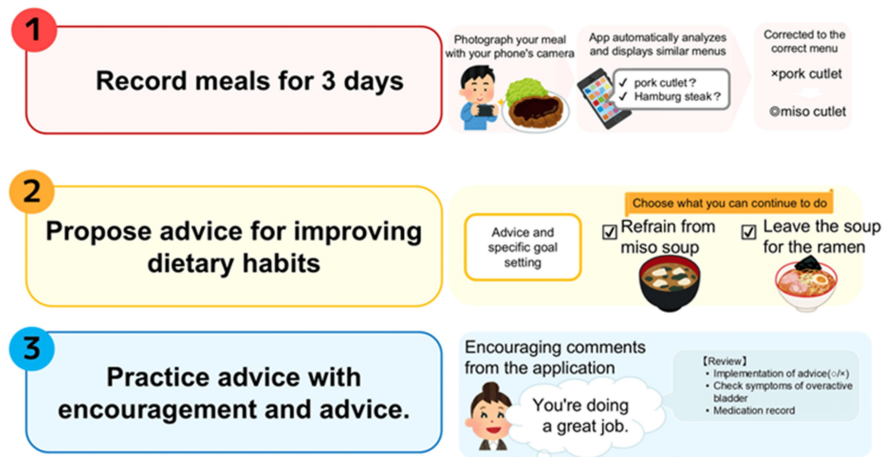 1
Record meals for 3 days
Photograph your meal
with your phone's camera
App automatically analyzes
and displays similar menus
✓ pork cutlet?
✓ Hamburg steak?
Corrected to the
correct menu
×pork cutlet
◎miso cutlet
2
Propose advice for improving
dietary habits
Advice and
specific goal
setting
Choose what you can continue to do
☑ Refrain from
miso soup
☑ Leave the soup
for the ramen
3
Practice advice with
encouragement and advice.
Encouraging comments
from the application
You're doing
a great job.
【Review】
• Implementation of advice(○/×)
• Check symptoms of overactive
bladder
• Medication record